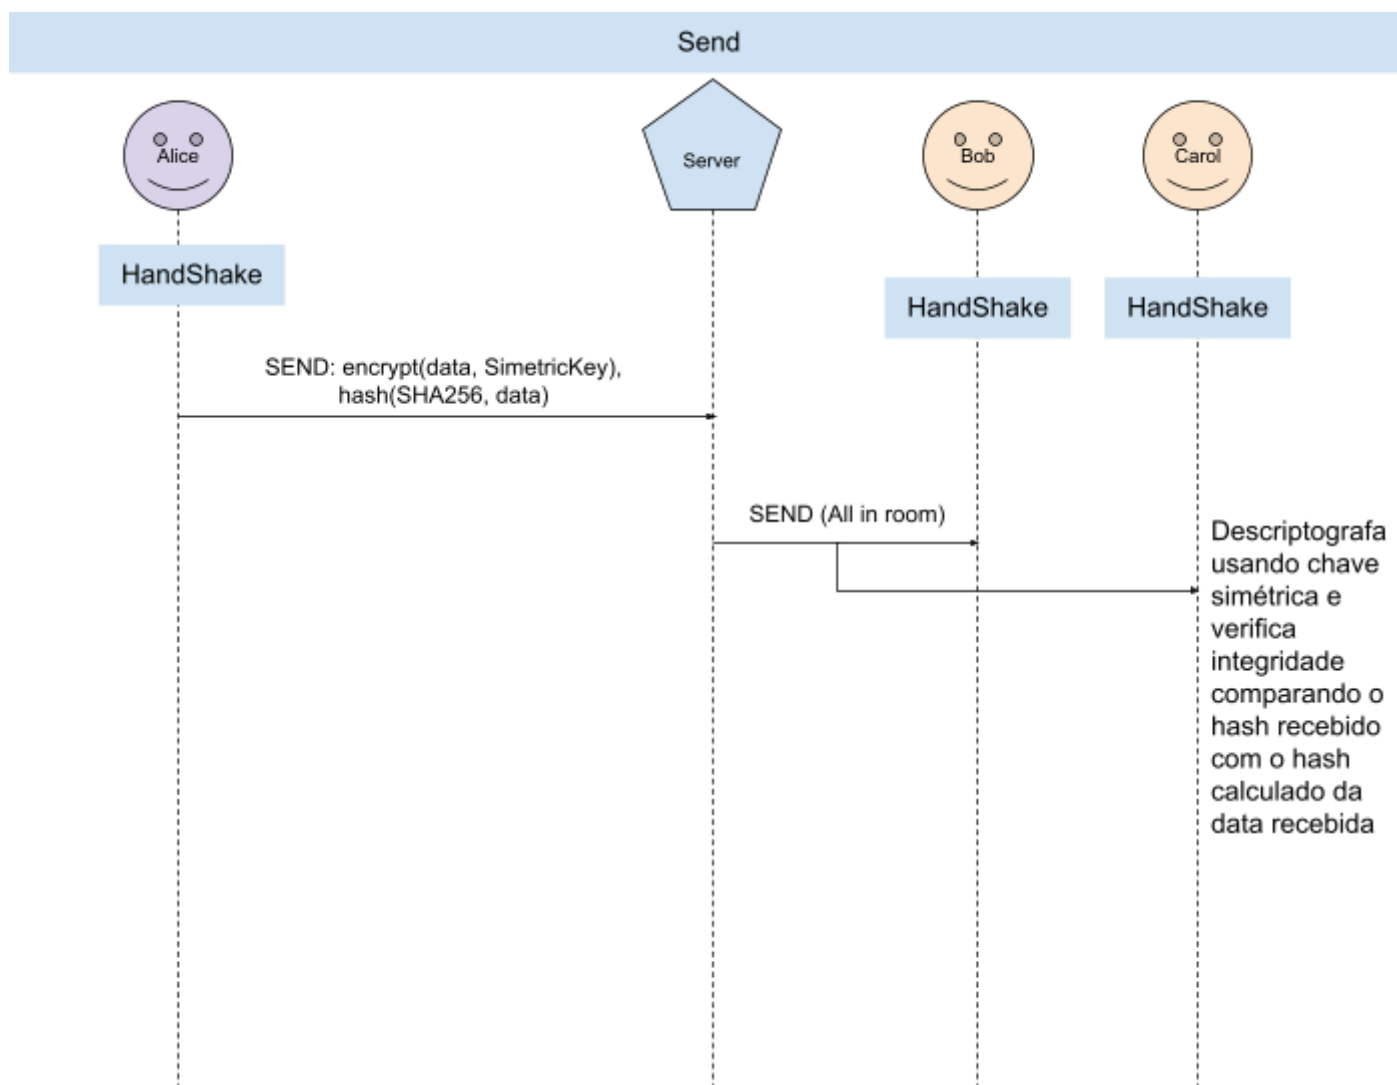 Send
Alice
Server
Bob
Carol
HandShake
HandShake
HandShake
SEND: encrypt(data, SimetricKey),
hash(SHA256, data)
SEND (All in room)
Descriptografa
usando chave
simétrica e
verifica
integridade
comparando o
hash recebido
com o hash
calculado da
data recebida